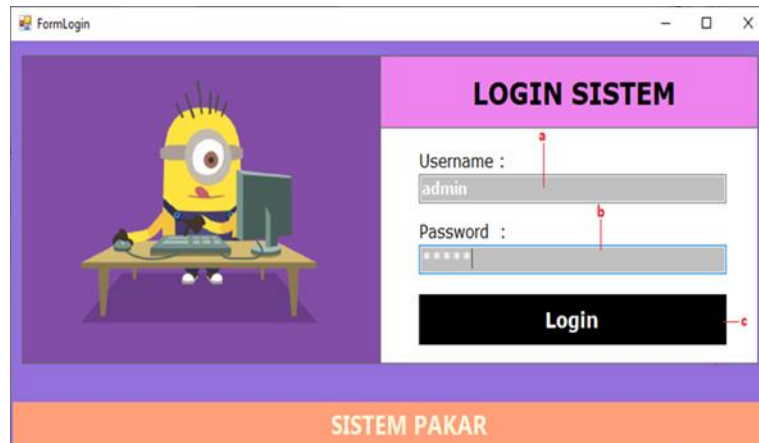 FormLogin
LOGIN SISTEM
a
Username :
admin
b
Password :
*****
Login
c
SISTEM PAKAR